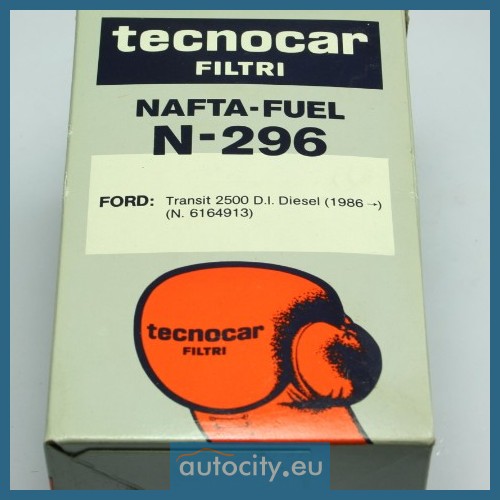 tecnocar
FILTRI
NAFTA-FUEL
N-296
FORD: Transit 2500 D.I. Diesel (1986→)
(N. 6164913)
tecnocar
FILTRI
autocity.eu